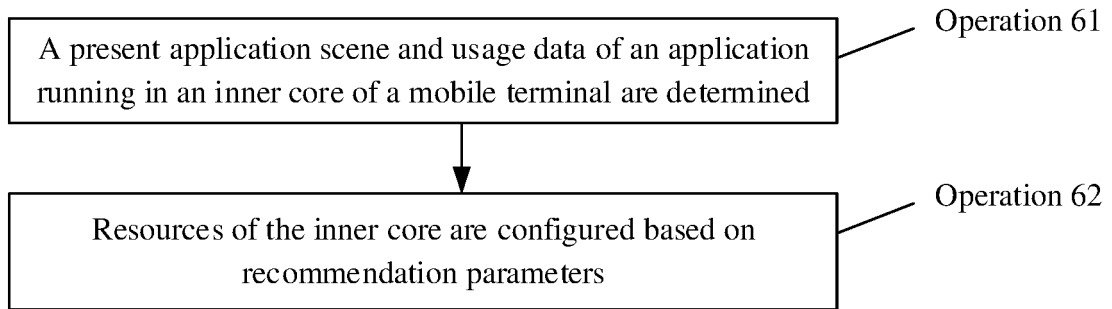 Operation 61
A present application scene and usage data of an application
running in an inner core of a mobile terminal are determined
Operation 62
Resources of the inner core are configured based on
recommendation parameters